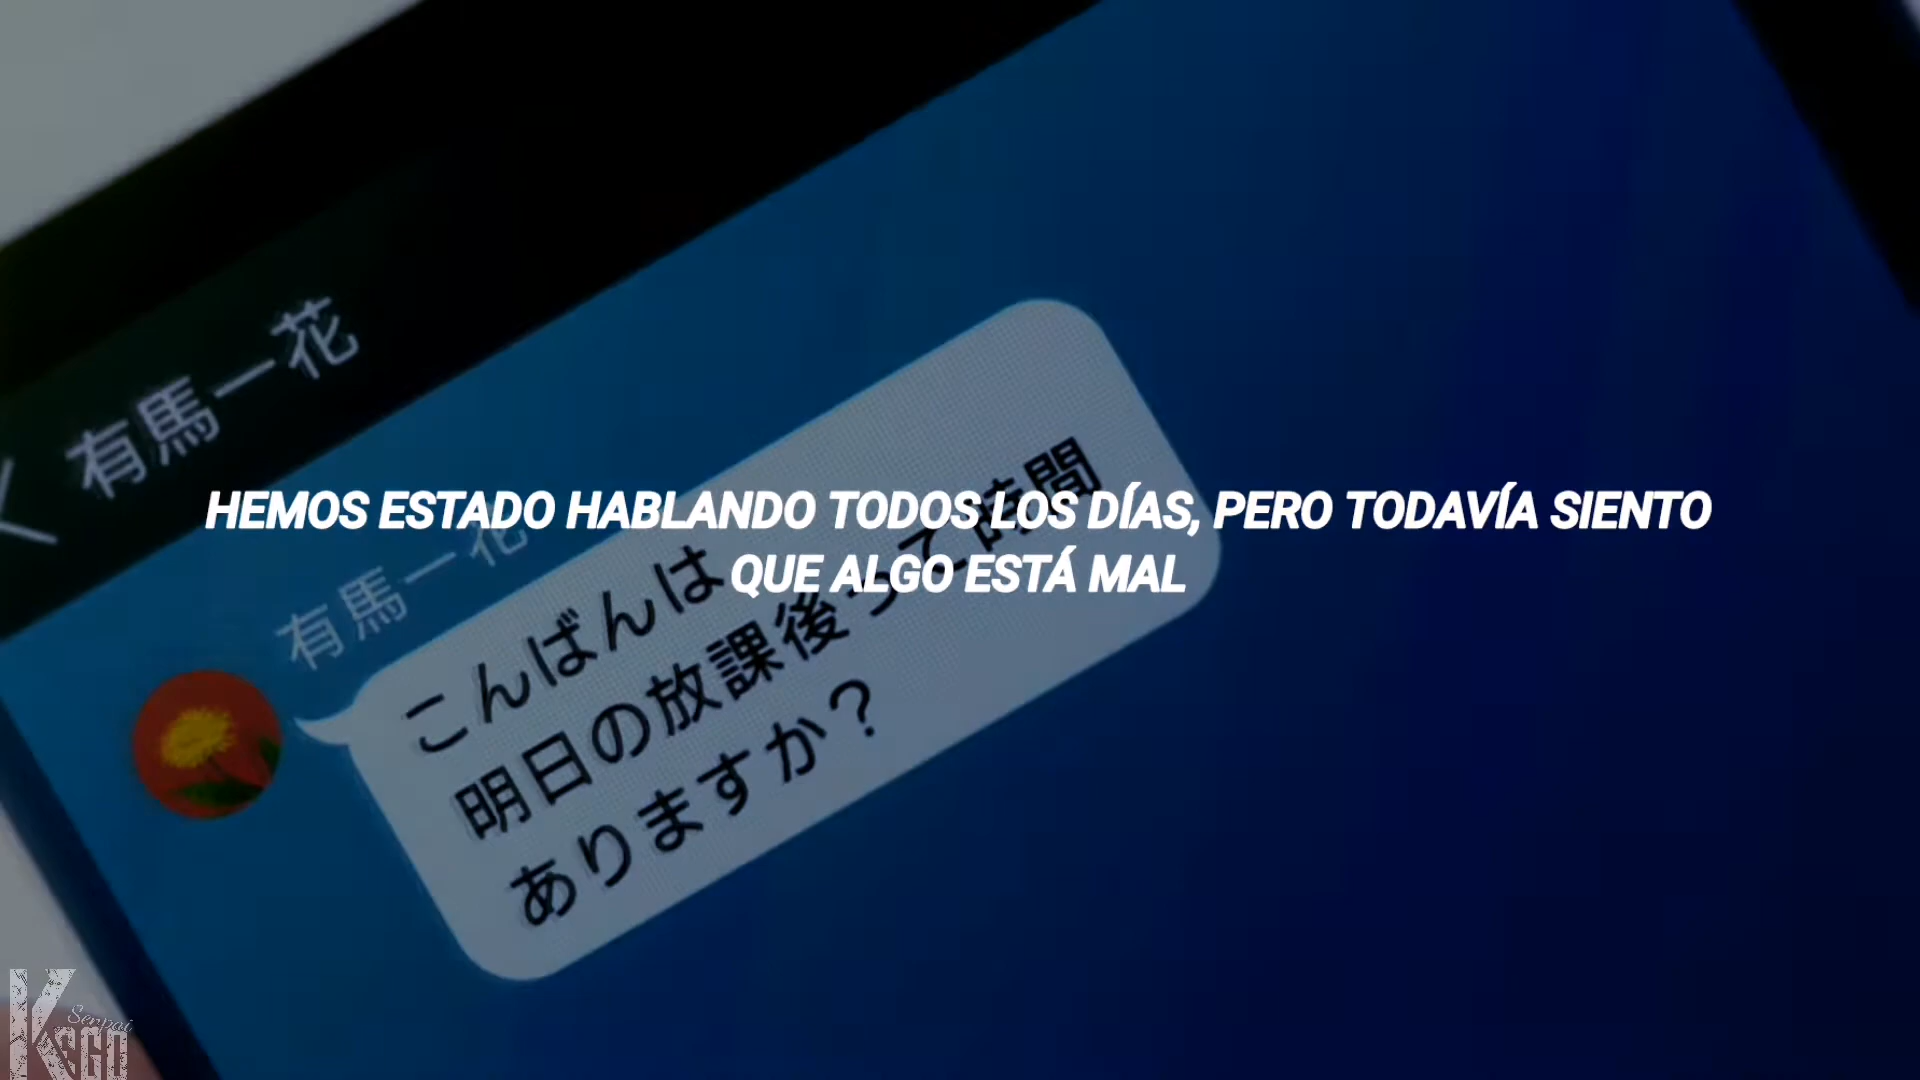 有馬一花
HEMOS ESTADO HABLANDO TODOS LOS DÍAS, PERO TODAVÍA SIENTO
QUE ALGO ESTÁ MAL
有馬一花
こんばんは
明日の放課後って時間
ありますか？
Senpai
KEGO